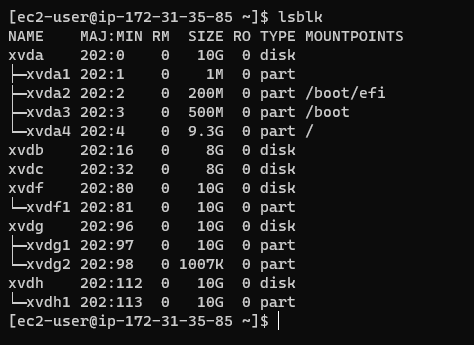 [ec2-user@ip-172-31-35-85 ~]$ lsblk
NAME    MAJ:MIN RM  SIZE RO TYPE MOUNTPOINTS
xvda    202:0    0   10G  0 disk
├─xvda1 202:1    0    1M  0 part
├─xvda2 202:2    0  200M  0 part /boot/efi
├─xvda3 202:3    0  500M  0 part /boot
└─xvda4 202:4    0  9.3G  0 part /
xvdb    202:16   0    8G  0 disk
xvdc    202:32   0    8G  0 disk
xvdf    202:80   0   10G  0 disk
└─xvdf1 202:81   0   10G  0 part
xvdg    202:96   0   10G  0 disk
├─xvdg1 202:97   0   10G  0 part
└─xvdg2 202:98   0 1007K  0 part
xvdh    202:112  0   10G  0 disk
└─xvdh1 202:113  0   10G  0 part
[ec2-user@ip-172-31-35-85 ~]$